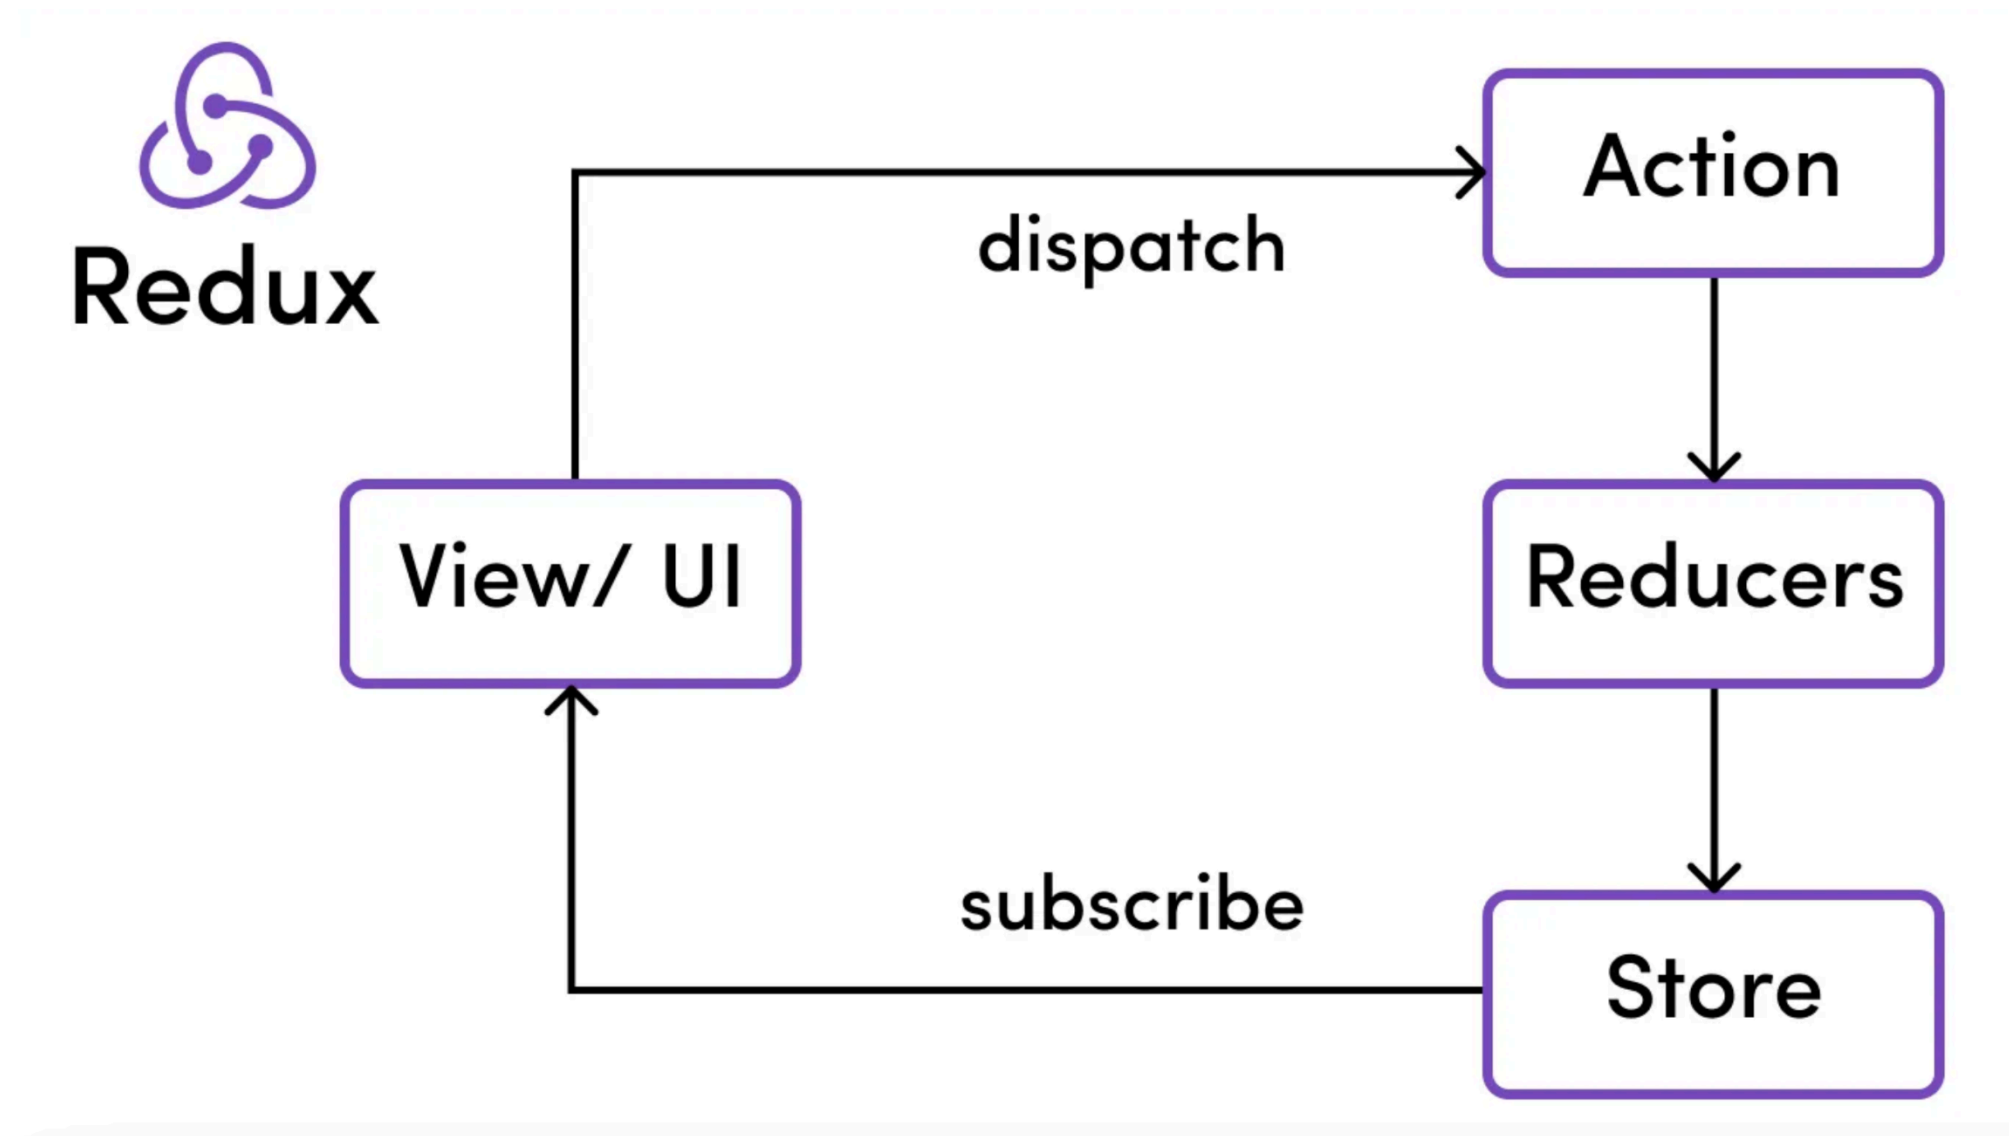 Redux
Action
dispatch
View/ UI
Reducers
subscribe
Store